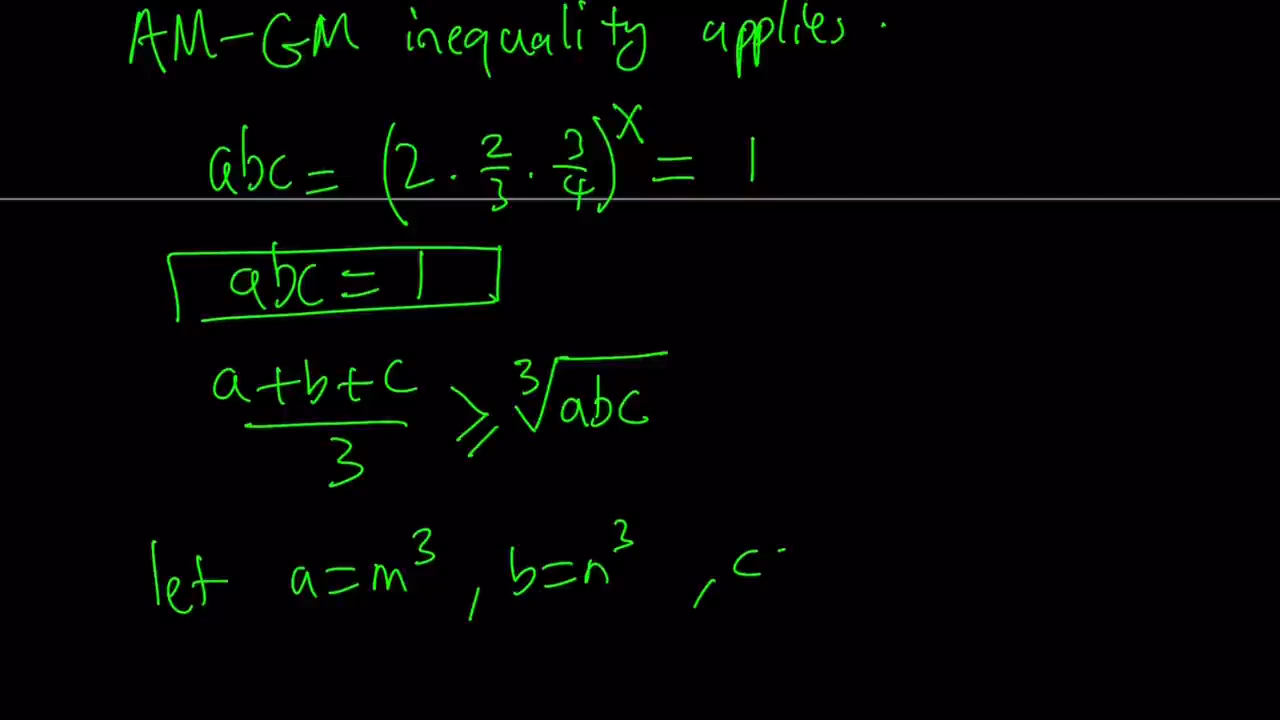 AM-GM inequality applies.
abc = (2 · 2/3 · 3/4)^x = 1
abc = 1
a+b+c/3 ≥ ∛abc
let a=m³, b=n³, c